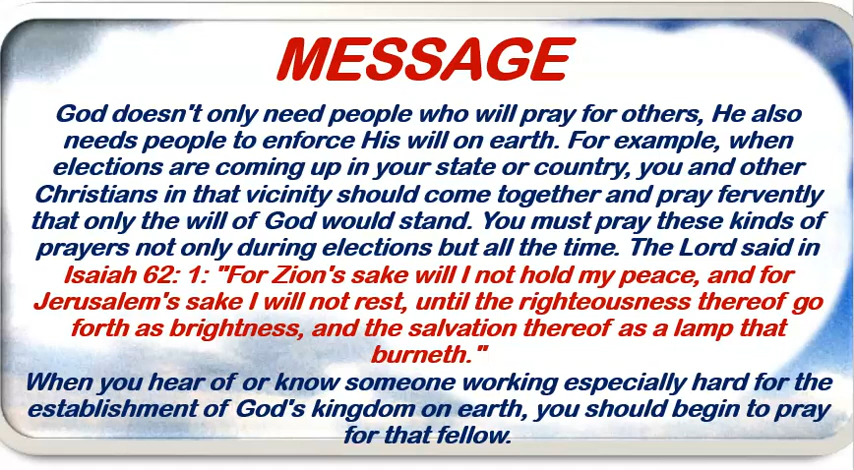 MESSAGE
God doesn't only need people who will pray for others, He also
needs people to enforce His will on earth. For example, when
elections are coming up in your state or country, you and other
Christians in that vicinity should come together and pray fervently
that only the will of God would stand. You must pray these kinds of
prayers not only during elections but all the time. The Lord said in
Isaiah 62: 1: "For Zion's sake will I not hold my peace, and for
Jerusalem's sake I will not rest, until the righteousness thereof go
forth as brightness, and the salvation thereof as a lamp that
burneth."
When you hear of or know someone working especially hard for the
establishment of God's kingdom on earth, you should begin to pray
for that fellow.